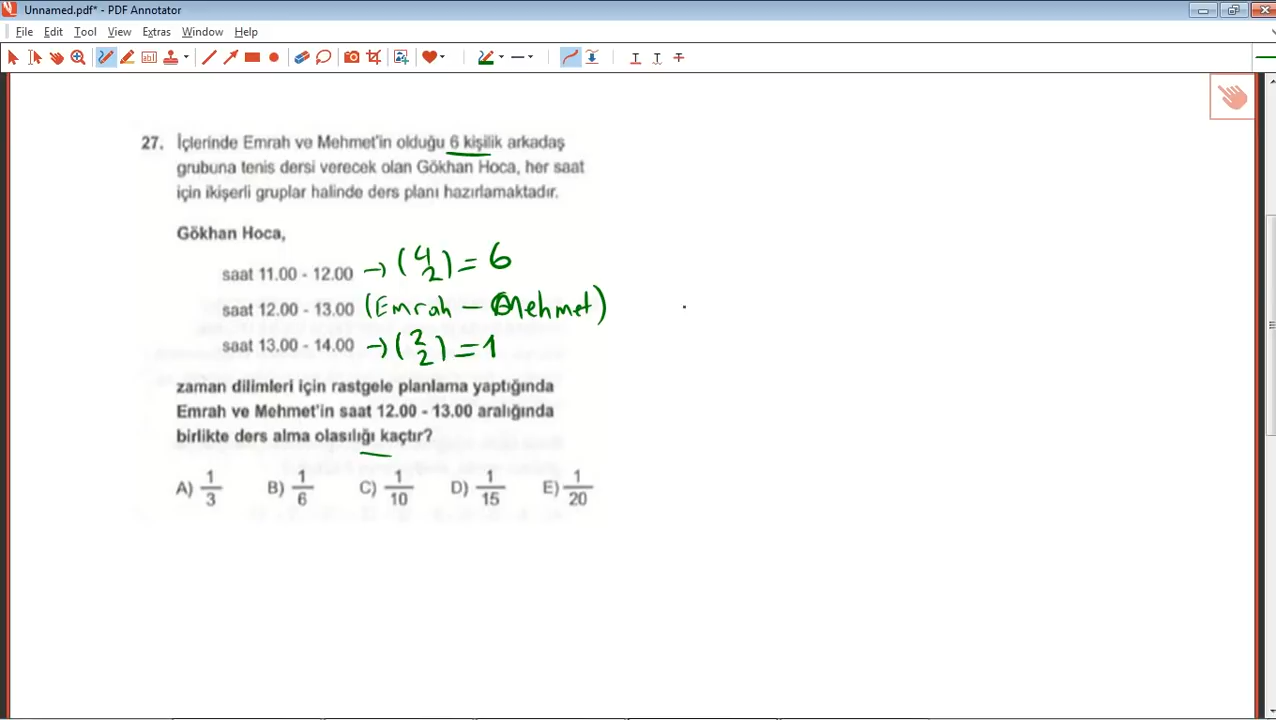 Unnamed.pdf* - PDF Annotator
File Edit Tool View Extras Window Help
27. İçlerinde Emrah ve Mehmet'in olduğu 6 kişilik arkadaş
grubuna tenis dersi verecek olan Gökhan Hoca, her saat
için ikişerli gruplar halinde ders planı hazırlamaktadır.
Gökhan Hoca,
saat 11.00 - 12.00 → (4 2) = 6
saat 12.00 - 13.00 (Emrah - Mehmet)
saat 13.00 - 14.00 → (2 2) = 1
zaman dilimleri için rastgele planlama yaptığında
Emrah ve Mehmet'in saat 12.00 - 13.00 aralığında
birlikte ders alma olasılığı kaçtır?
A) 1/3 B) 1/6 C) 1/10 D) 1/15 E) 1/20